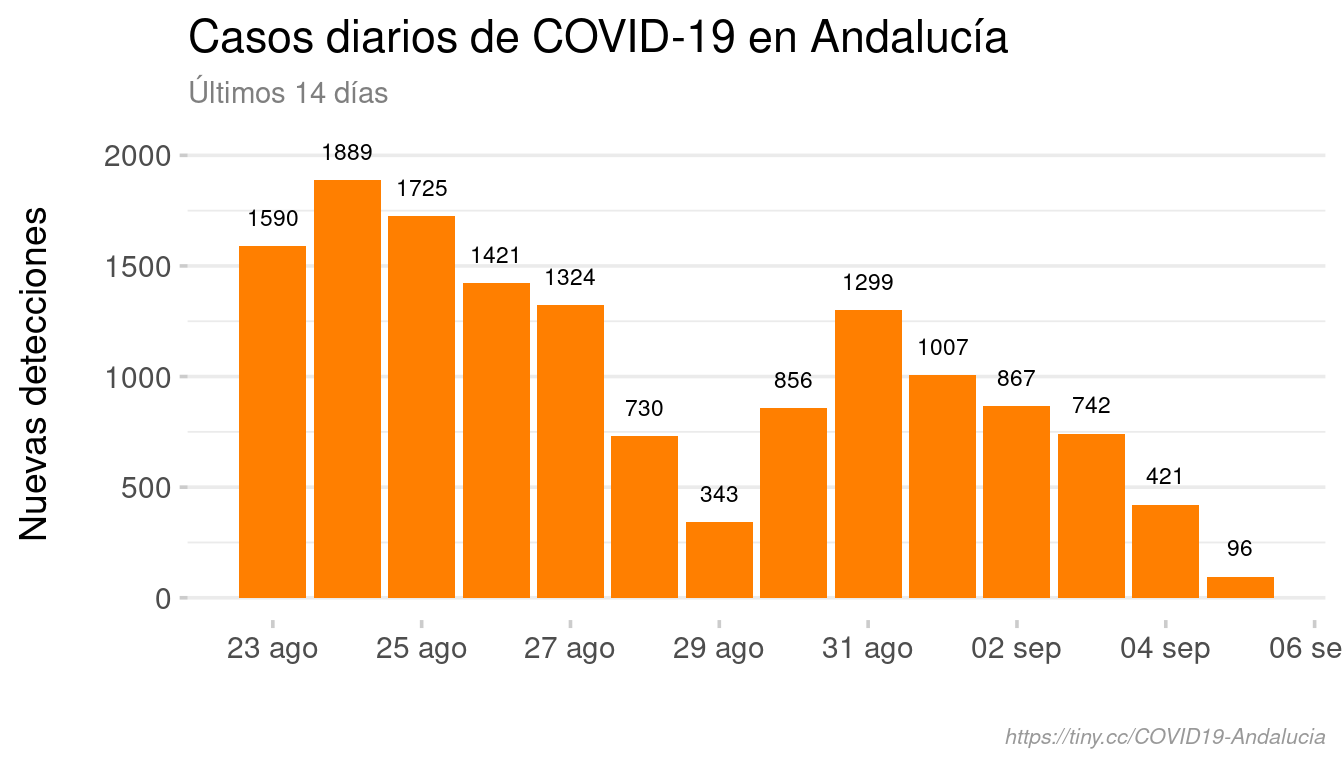 Casos diarios de COVID-19 en Andalucía
Últimos 14 días
Nuevas detecciones
2000
1500
1000
500
0
1590
1889
1725
1421
1324
730
343
856
1299
1007
867
742
421
96
23 ago
25 ago
27 ago
29 ago
31 ago
02 sep
04 sep
06 se
https://tiny.cc/COVID19-Andalucia